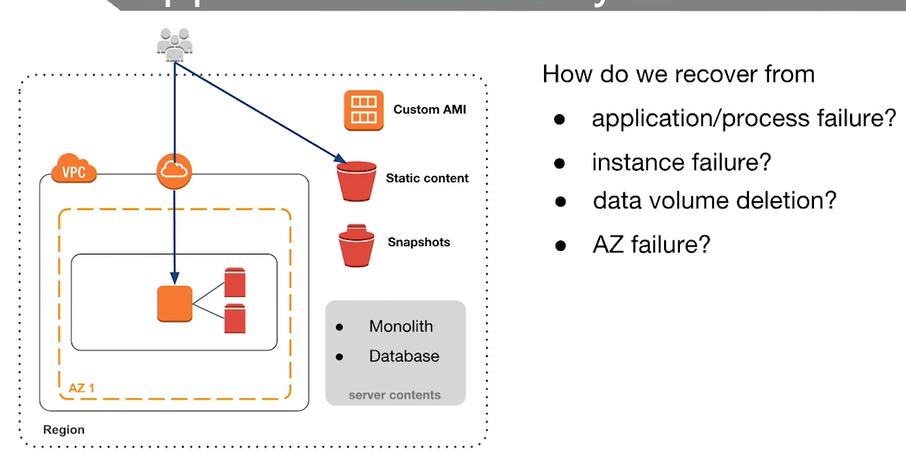 Custom AMI
VPC
Static content
Snapshots
Monolith
Database
server contents
AZ 1
Region
How do we recover from
application/process failure?
instance failure?
data volume deletion?
AZ failure?